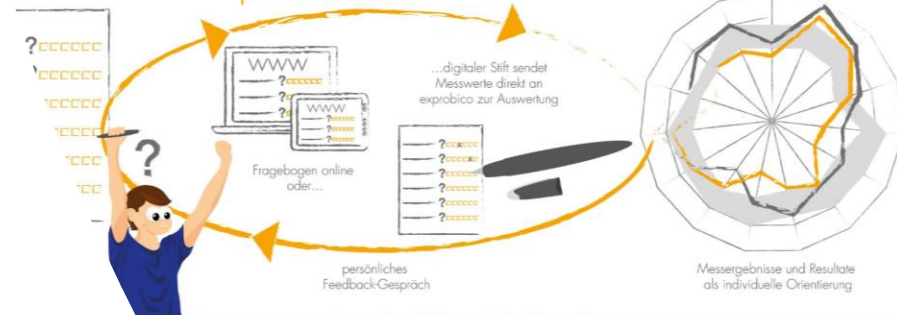 ?
WWW
?
?
?
WWW
?
?
?
Fragebogen online
oder...
...digitaler Stift sendet
Messwerte direkt an
exprobico zur Auswertung
?
?
?
?
?
?
?
persönliches
Feedback-Gespräch
Messergebnisse und Resultate
als individuelle Orientierung